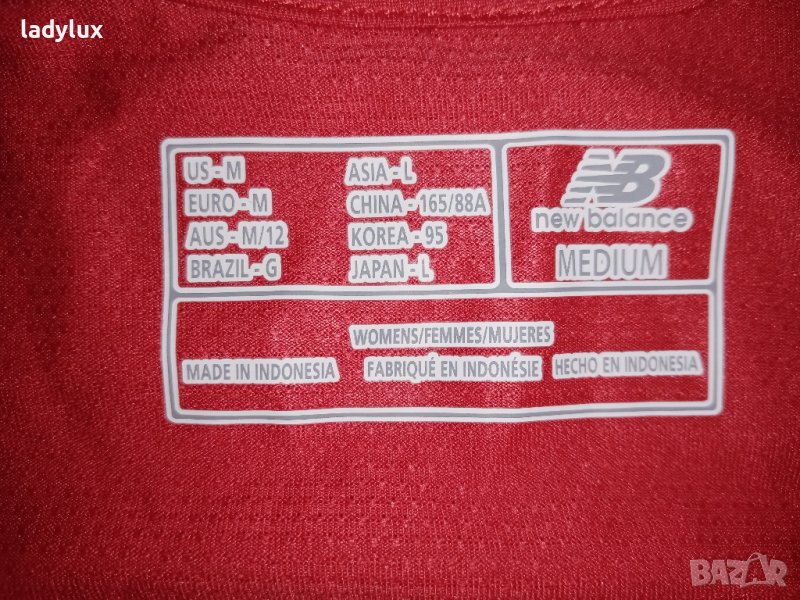 ladylux
US - M
EURO - M
AUS - M/12
BRAZIL - G
ASIA - L
CHINA - 165/88A
KOREA - 95
JAPAN - L
NB
new balance
MEDIUM
WOMENS/FEMMES/MUJERES
MADE IN INDONESIA
FABRIQUÉ EN INDONÉSIE
HECHO EN INDONESIA
BAZAR